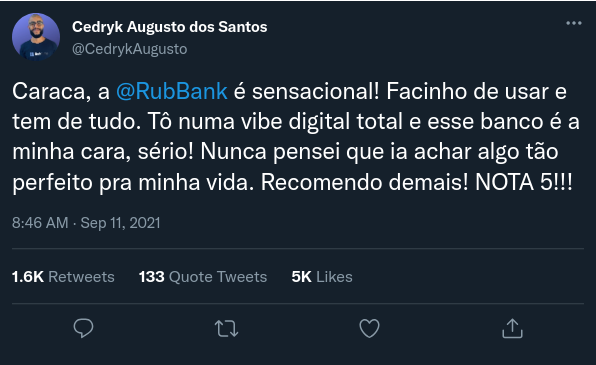 Cedryk Augusto dos Santos
@CedrykAugusto
Caraca, a @RubBank é sensacional! Facinho de usar e
tem de tudo. Tô numa vibe digital total e esse banco é a
minha cara, sério! Nunca pensei que ia achar algo tão
perfeito pra minha vida. Recomendo demais! NOTA 5!!!
8:46 AM · Sep 11, 2021
1.6K Retweets 133 Quote Tweets 5K Likes